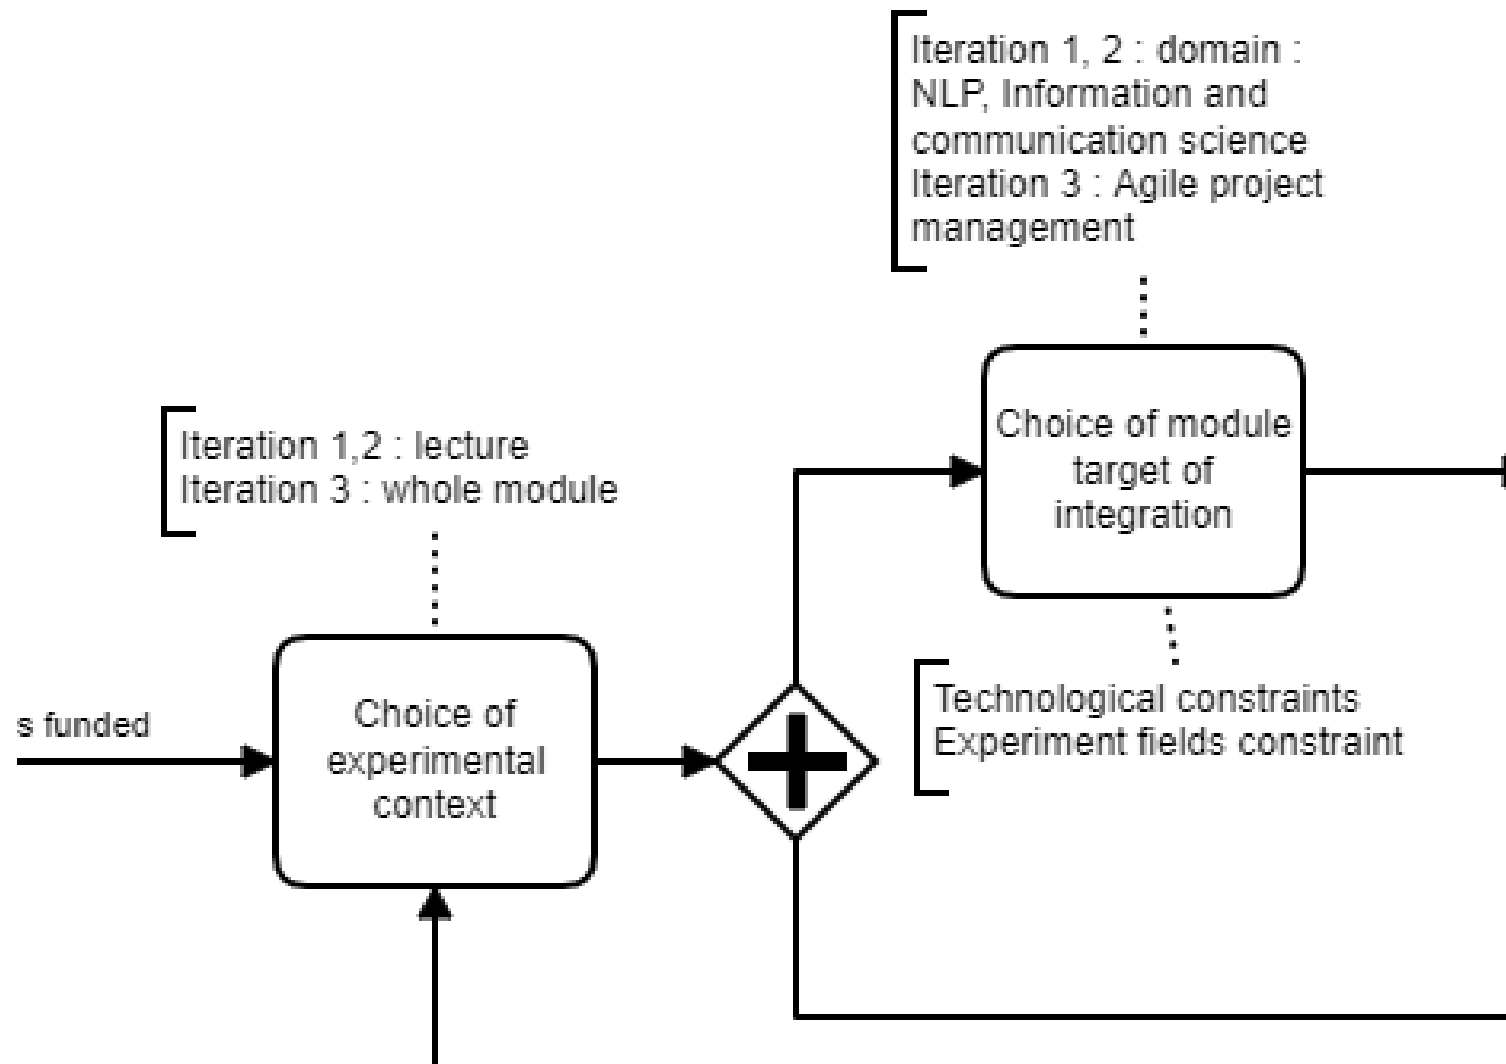 Iteration 1, 2 : domain :
NLP, Information and
communication science
Iteration 3 : Agile project
management
Iteration 1,2 : lecture
Iteration 3 : whole module
Choice of module
target of
integration
s funded
Choice of
experimental
context
Technological constraints
Experiment fields constraint